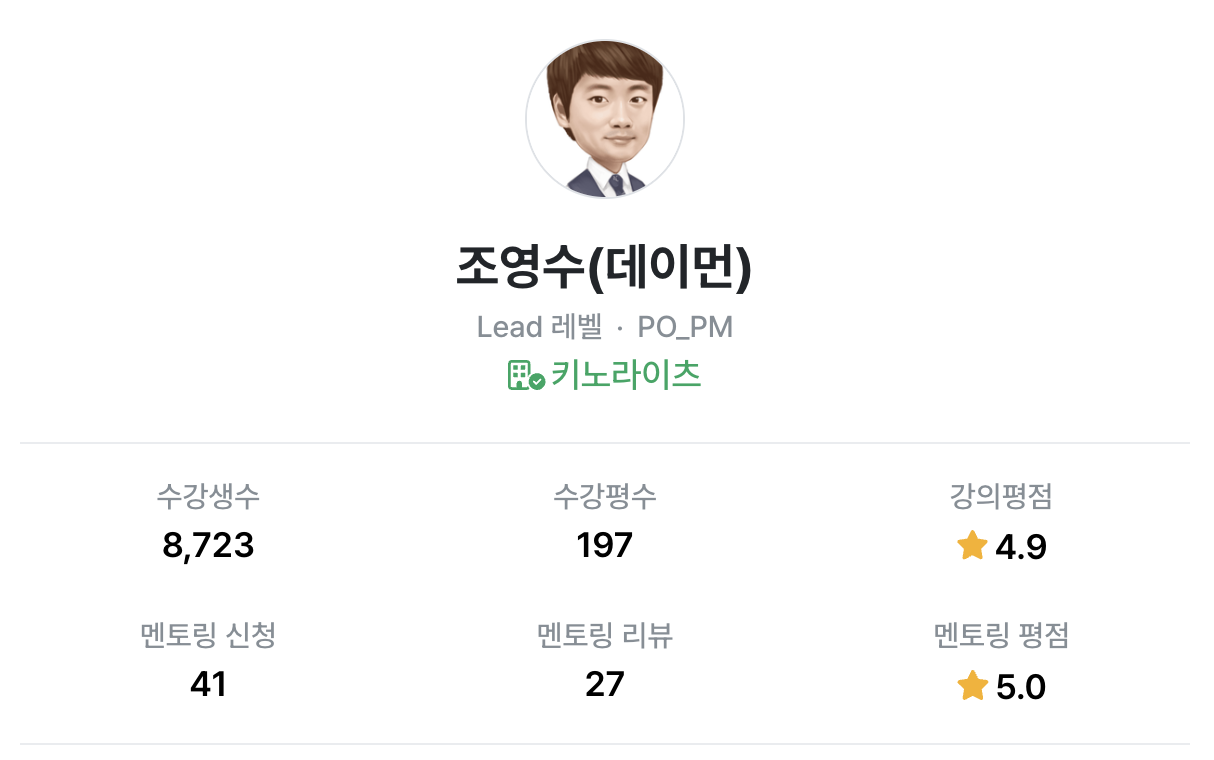 조영수(데이먼)
Lead 레벨 · PO_PM
키노라이츠
수강생수 수강평수 강의평점
8,723 197 4.9
멘토링 신청 멘토링 리뷰 멘토링 평점
41 27 5.0